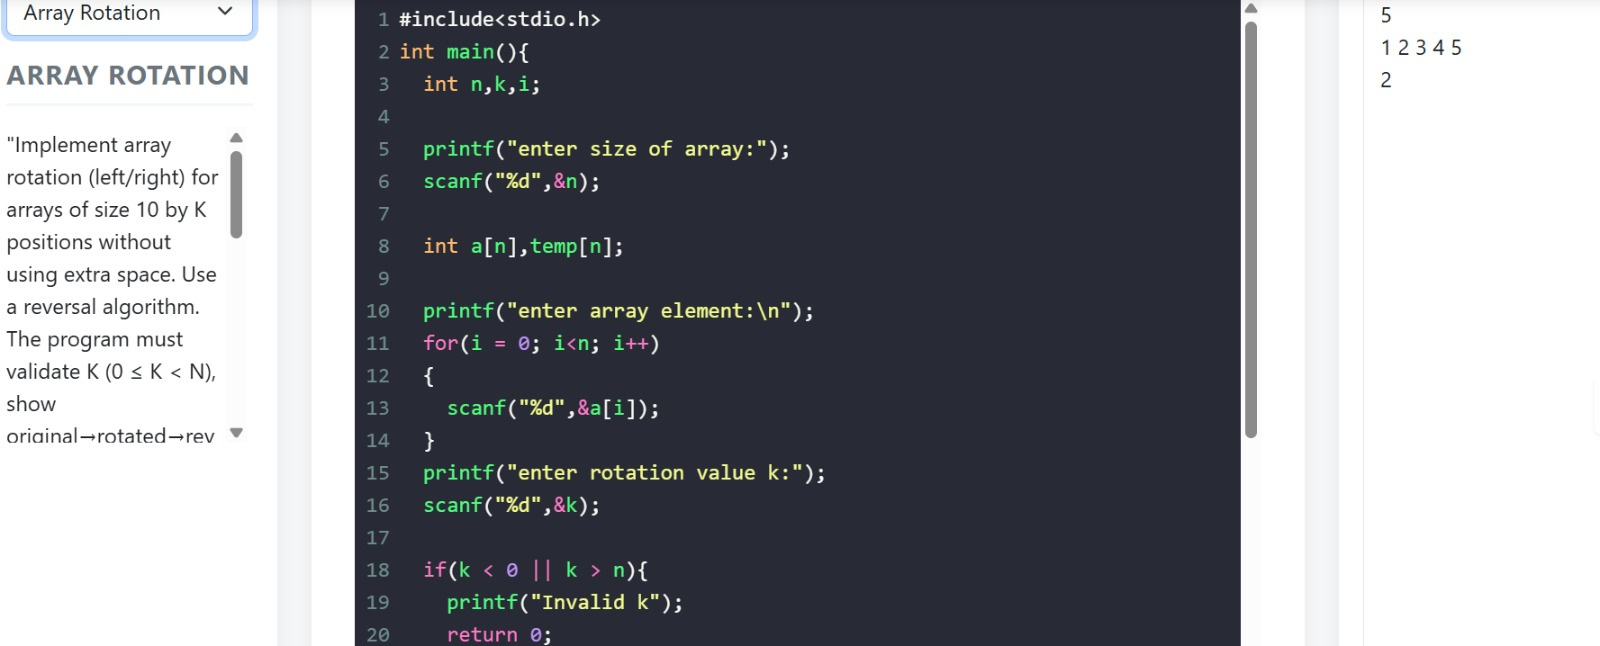 Array Rotation
ARRAY ROTATION
"Implement array
rotation (left/right) for
arrays of size 10 by K
positions without
using extra space. Use
a reversal algorithm.
The program must
validate K (0 ≤ K < N),
show
original→rotated→rev
1 #include<stdio.h>
2 int main(){
3 int n,k,i;
4
5 printf("enter size of array:");
6 scanf("%d",&n);
7
8 int a[n],temp[n];
9
10 printf("enter array element:\n");
11 for(i = 0; i<n; i++)
12 {
13 scanf("%d",&a[i]);
14 }
15 printf("enter rotation value k:");
16 scanf("%d",&k);
17
18 if(k < 0 || k > n){
19 printf("Invalid k");
20 return 0;
5
1 2 3 4 5
2